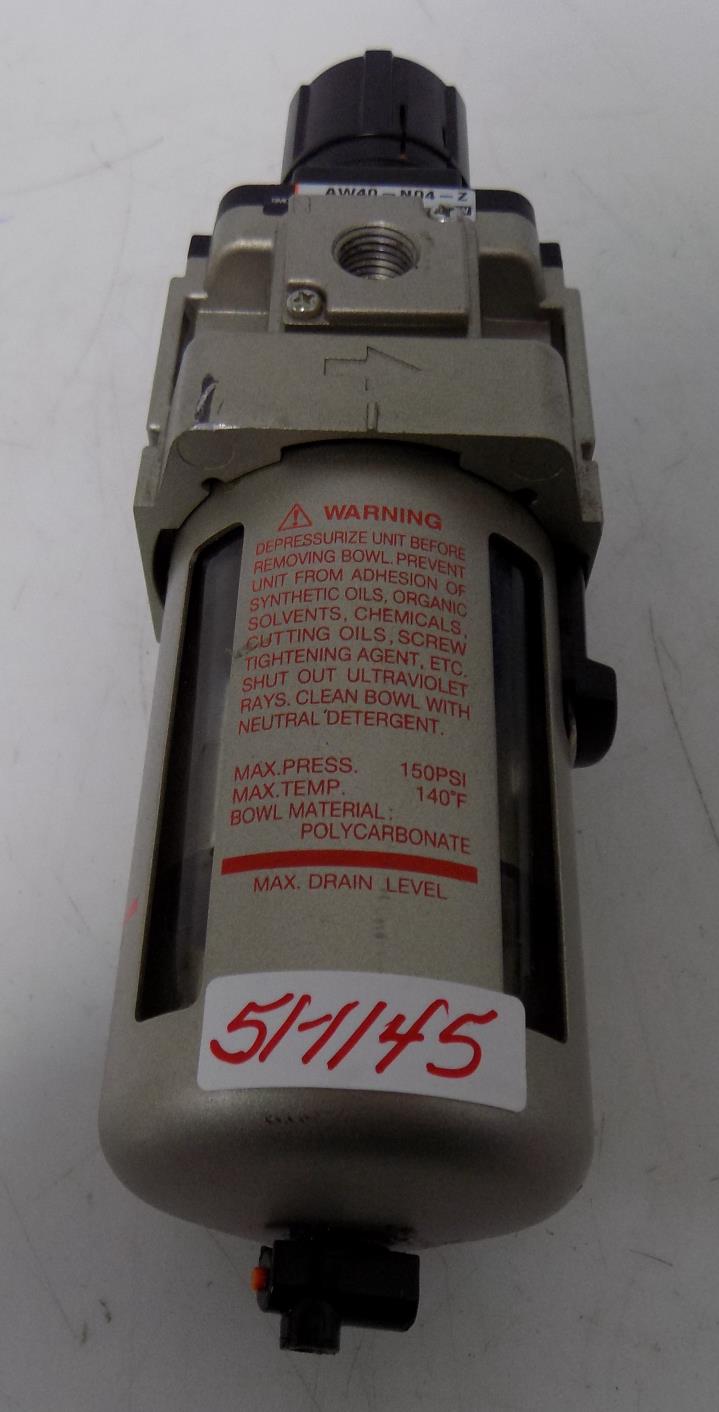 AW40-N04-Z
WARNING
DEPRESSURIZE UNIT BEFORE
REMOVING BOWL. PREVENT
UNIT FROM ADHESION OF
SYNTHETIC OILS, ORGANIC
SOLVENTS, CHEMICALS,
CUTTING OILS, SCREW
TIGHTENING AGENT, ETC.
SHUT OUT ULTRAVIOLET
RAYS. CLEAN BOWL WITH
NEUTRAL DETERGENT.
MAX.PRESS. 150PSI
MAX.TEMP. 140°F
BOWL MATERIAL:
POLYCARBONATE
MAX. DRAIN LEVEL
51-1145